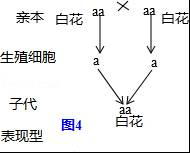 亲本 白花 aa × aa 白花
生殖细胞 a a
子代 aa
白花
表现型 图4